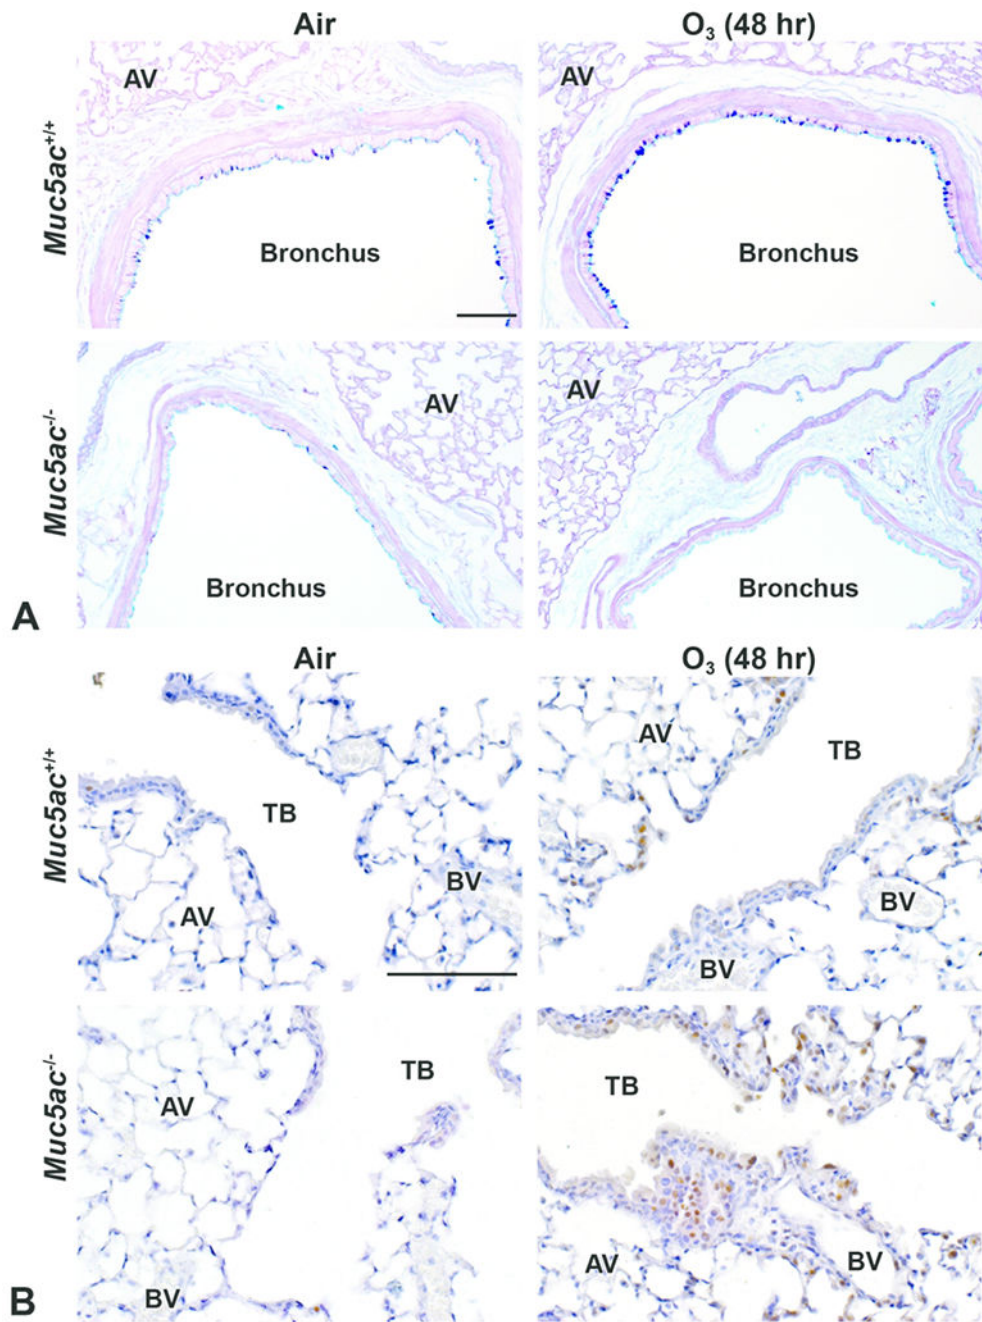 Air O₃ (48 hr)
Muc5ac+/+
AV AV
Bronchus Bronchus
Muc5ac-/-
AV AV
Bronchus Bronchus
A
Air O₃ (48 hr)
Muc5ac+/+
AV TB
TB
BV BV
AV
BV
Muc5ac-/-
TB TB
AV
AV BV
BV
B